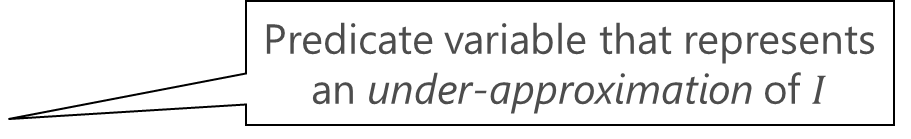 Predicate variable that represents
an under-approximation of I